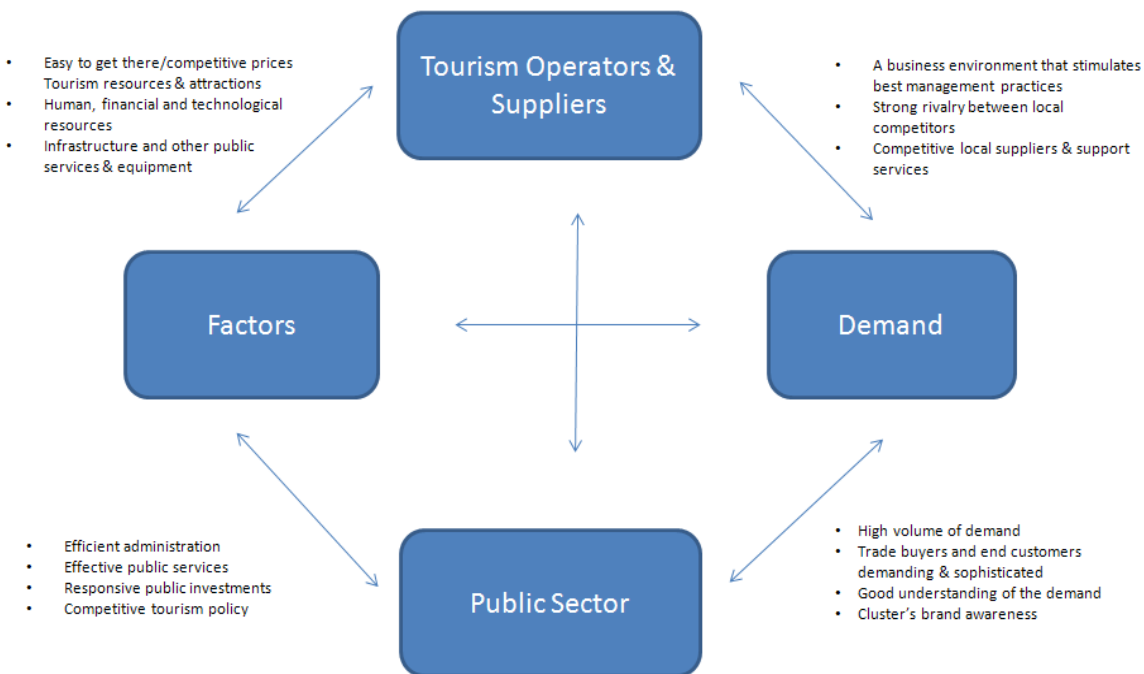 Tourism Operators &
Suppliers
• Easy to get there/competitive prices
Tourism resources & attractions
• Human, financial and technological
resources
• Infrastructure and other public
services & equipment
• A business environment that stimulates
best management practices
• Strong rivalry between local
competitors
• Competitive local suppliers & support
services
Factors
Demand
• Efficient administration
• Effective public services
• Responsive public investments
• Competitive tourism policy
Public Sector
• High volume of demand
• Trade buyers and end customers
demanding & sophisticated
• Good understanding of the demand
• Cluster's brand awareness